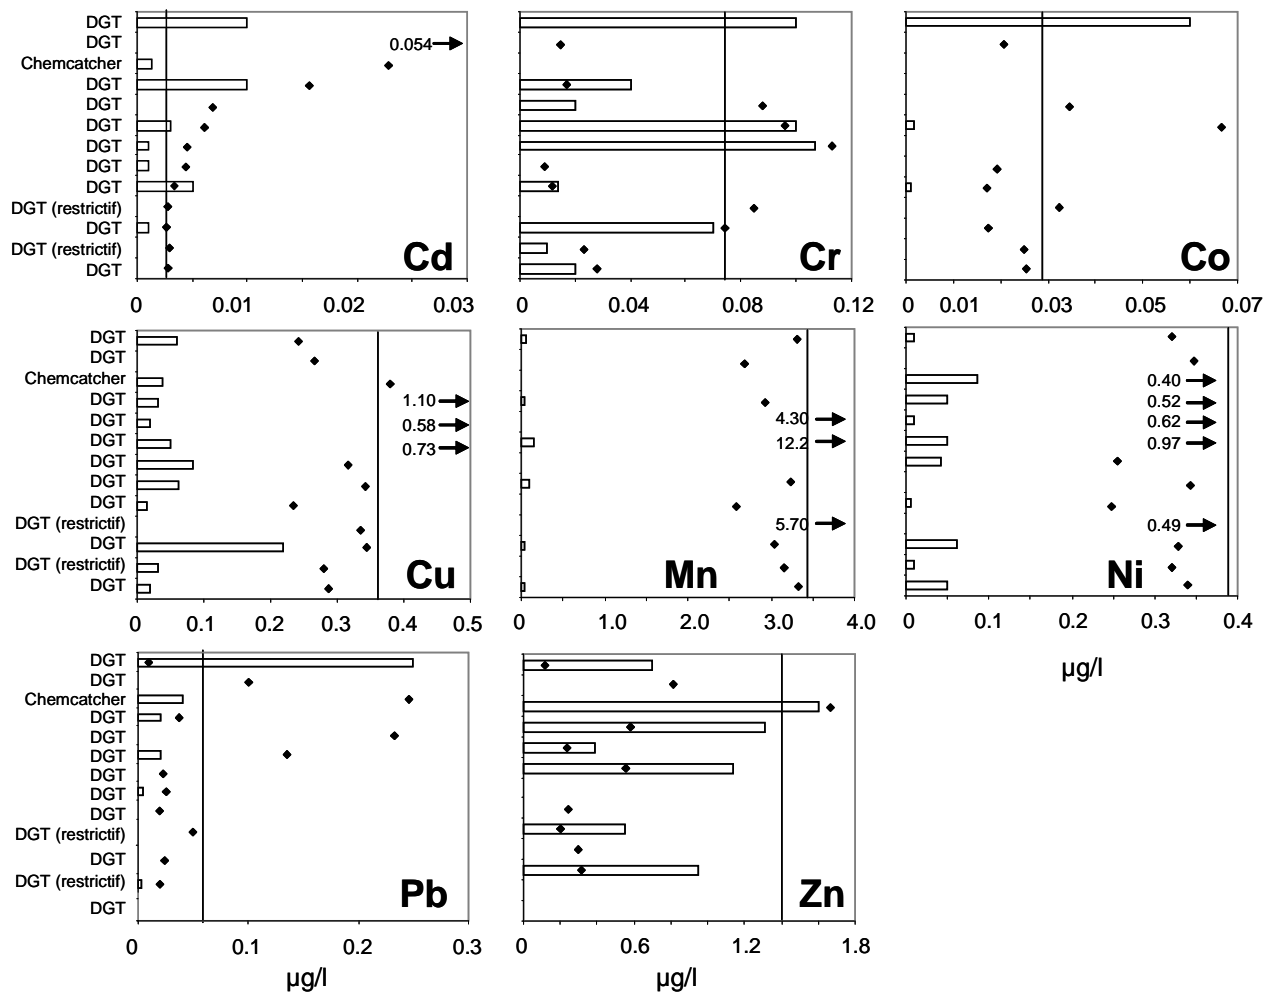 DGT
DGT
0.054
Chemcatcher
DGT
DGT
DGT
DGT
DGT
DGT
DGT (restrictif)
DGT
DGT (restrictif)
DGT
Cd
Cr
Co
0 0.01 0.02 0.03
0 0.04 0.08 0.12
0 0.01 0.03 0.05 0.07
DGT
DGT
Chemcatcher
DGT
DGT
DGT
DGT
DGT
DGT
DGT (restrictif)
DGT
DGT (restrictif)
DGT
1.10
0.58
0.73
Cu
4.30
12.2
5.70
Mn
0.40
0.52
0.62
0.97
0.49
Ni
0 0.1 0.2 0.3 0.4 0.5
0 1.0 2.0 3.0 4.0
0 0.1 0.2 0.3 0.4
µg/l
DGT
DGT
Chemcatcher
DGT
DGT
DGT
DGT
DGT
DGT
DGT (restrictif)
DGT
DGT (restrictif)
DGT
Pb
Zn
0 0.1 0.2 0.3
0 0.6 1.2 1.8
µg/l
µg/l